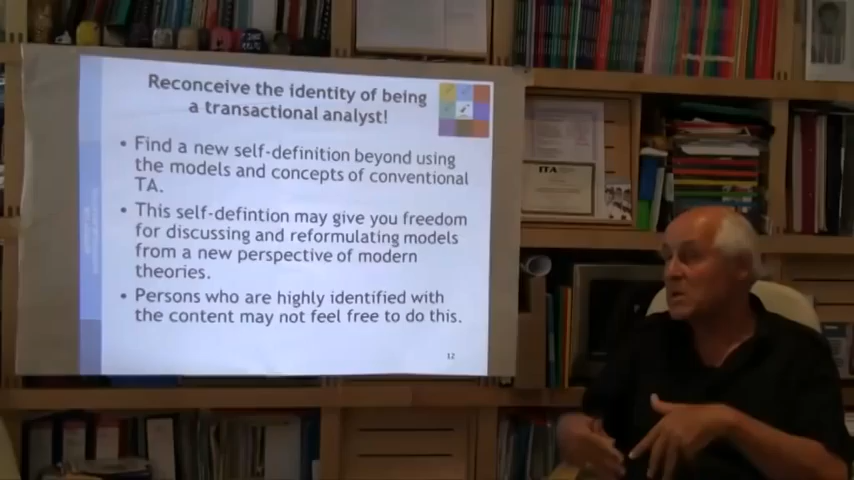 Reconceive the identity of being
a transactional analyst!
• Find a new self-definition beyond using
the models and concepts of conventional
TA.
• This self-defintion may give you freedom
for discussing and reformulating models
from a new perspective of modern
theories.
• Persons who are highly identified with
the content may not feel free to do this.
12
ITA